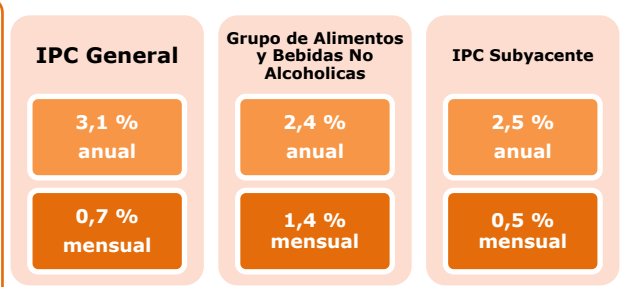 IPC General
3,1 %
anual
0,7 %
mensual
Grupo de Alimentos
y Bebidas No
Alcoholicas
2,4 %
anual
1,4 %
mensual
IPC Subyacente
2,5 %
anual
0,5 %
mensual